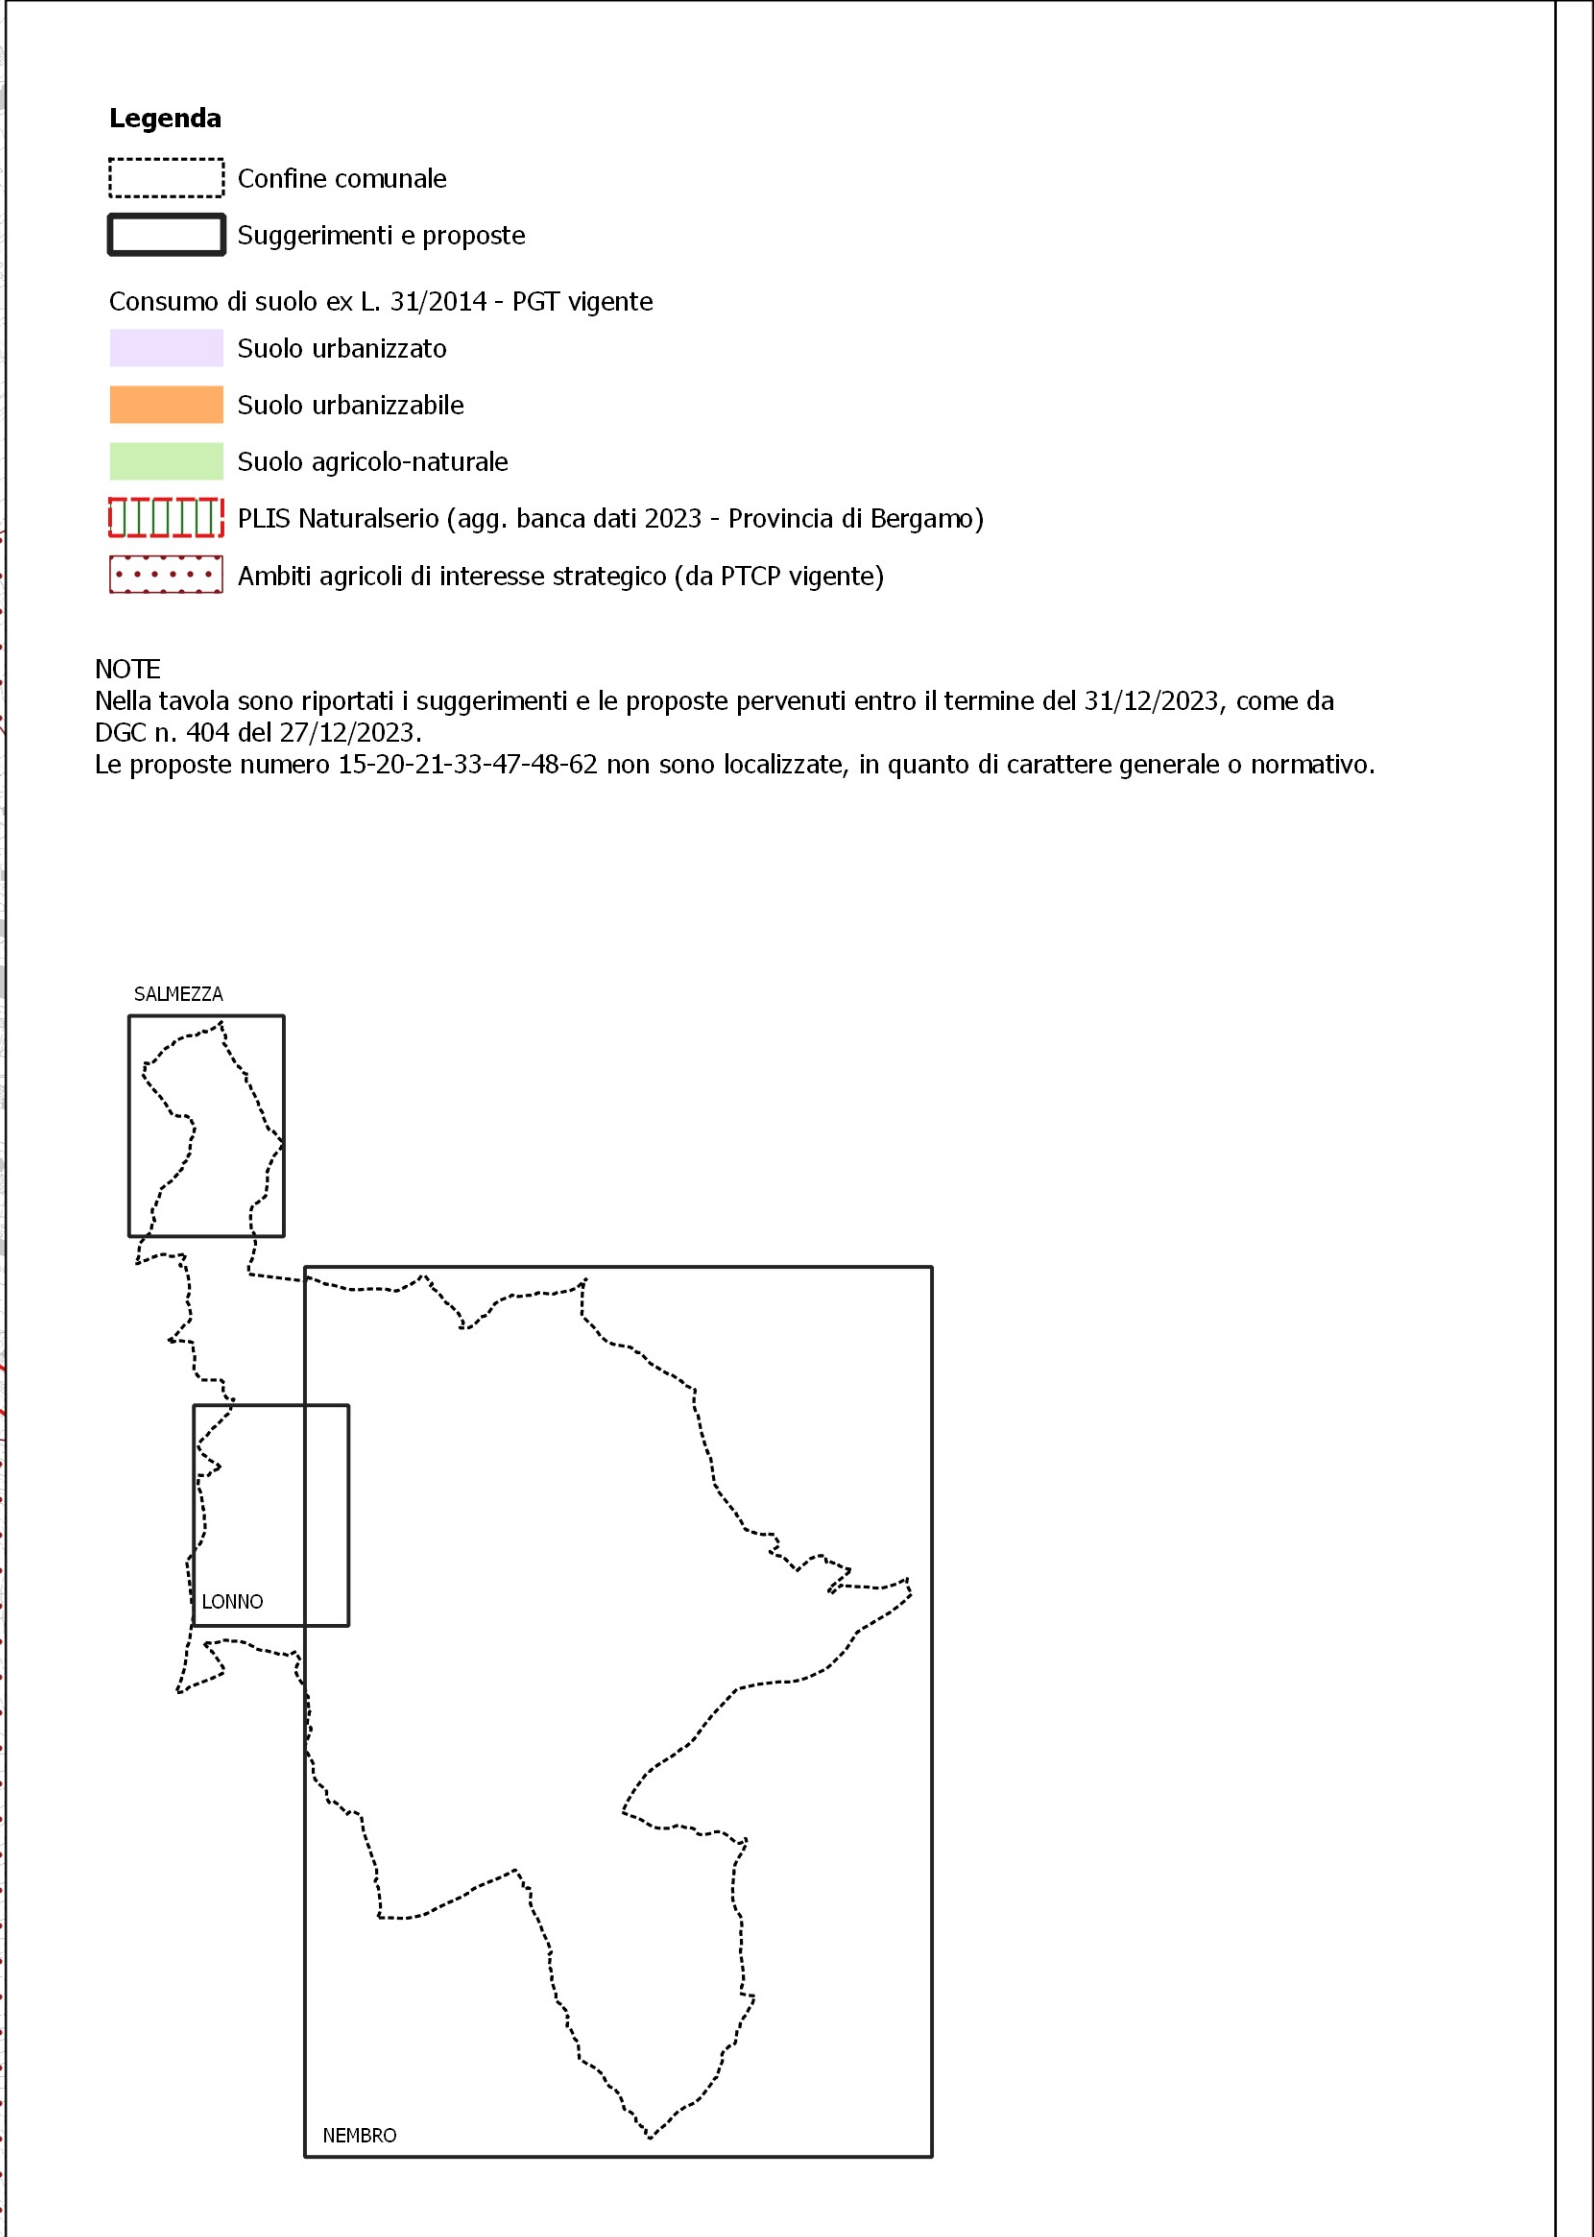 Legenda
Confine comunale
Suggerimenti e proposte
Consumo di suolo ex L. 31/2014 - PGT vigente
Suolo urbanizzato
Suolo urbanizzabile
Suolo agricolo-naturale
PLIS Naturalserio (agg. banca dati 2023 - Provincia di Bergamo)
Ambiti agricoli di interesse strategico (da PTCP vigente)
NOTE
Nella tavola sono riportati i suggerimenti e le proposte pervenuti entro il termine del 31/12/2023, come da
DGC n. 404 del 27/12/2023.
Le proposte numero 15-20-21-33-47-48-62 non sono localizzate, in quanto di carattere generale o normativo.
SALMEZZA
LONNO
NEMBRO